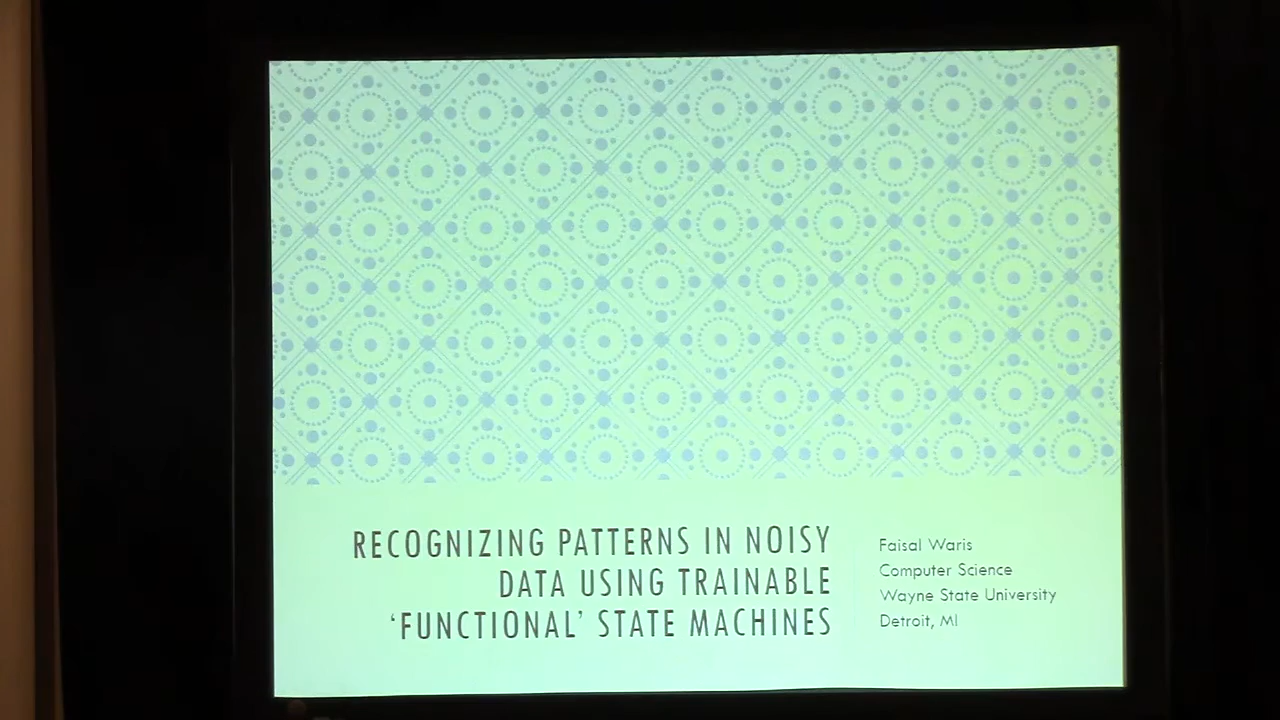 RECOGNIZING PATTERNS IN NOISY
DATA USING TRAINABLE
‘FUNCTIONAL’ STATE MACHINES
Faisal Waris
Computer Science
Wayne State University
Detroit, MI